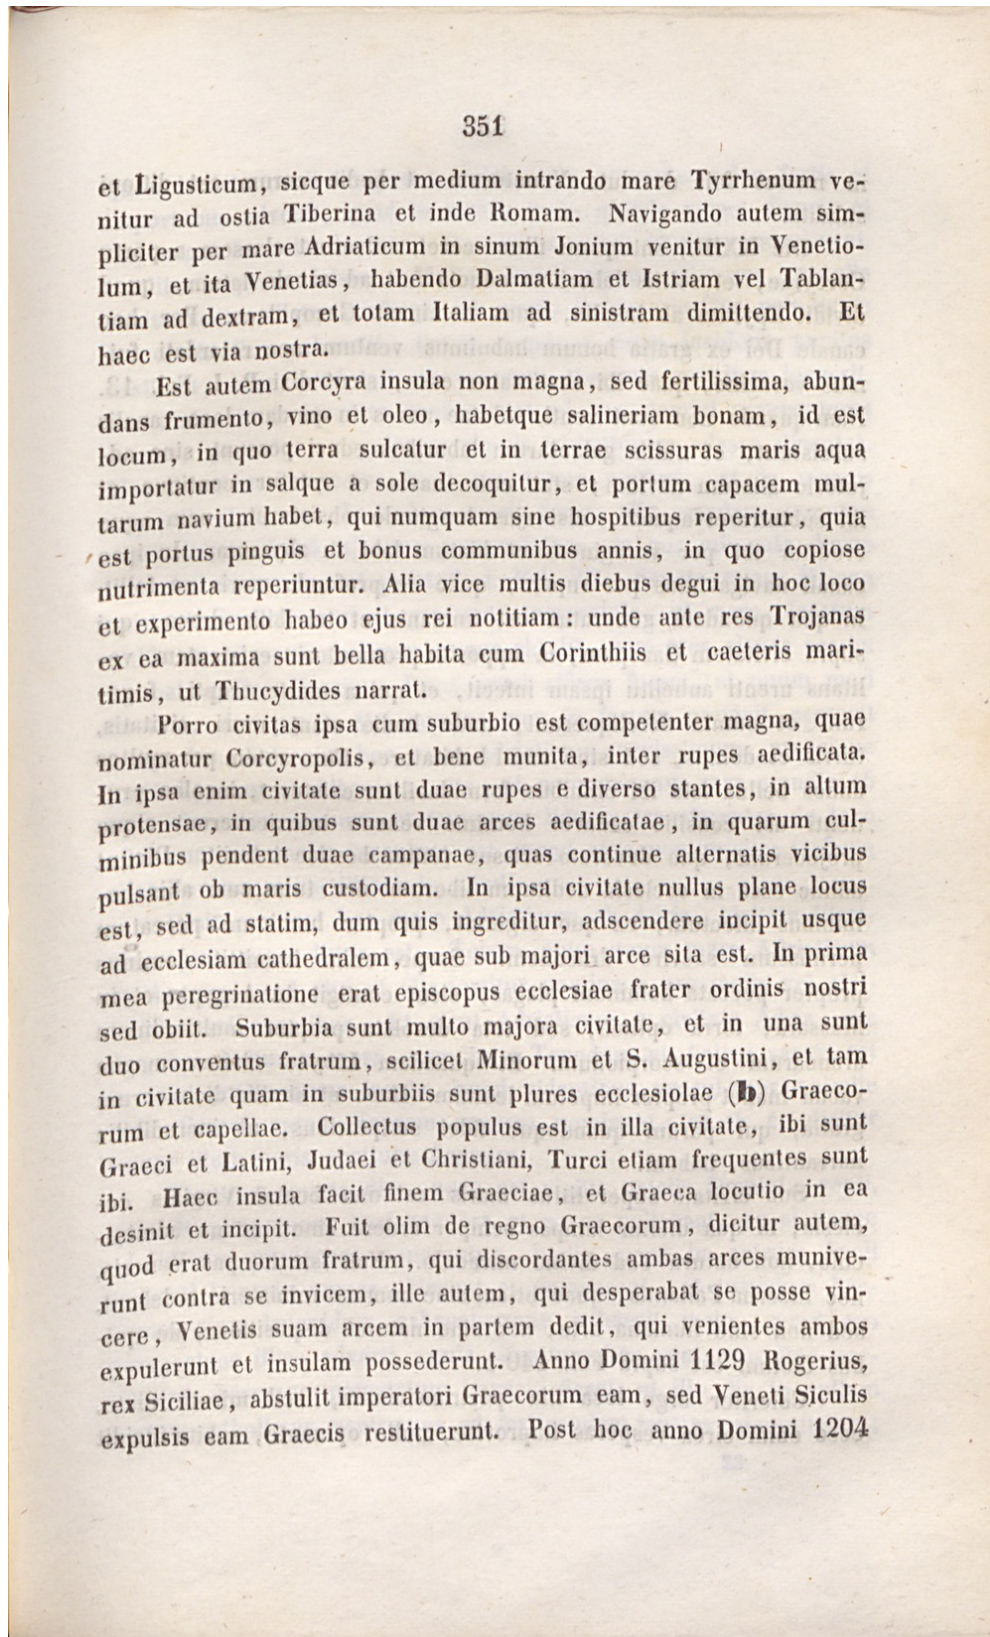 351
et Ligusticum, sicque per medium intrando mare Tyrrhenum ve-
nitur ad ostia Tiberina et inde Romam. Navigando autem sim-
pliciter per mare Adriaticum in sinum Jonium venitur in Venetio-
lum, et ita Venetias, habendo Dalmatiam et Istriam vel Tablan-
tiam ad dextram, et totam Italiam ad sinistram dimittendo. Et
haec est via nostra.
Est autem Corcyra insula non magna, sed fertilissima, abun-
dans frumento, vino et oleo, habetque salineriam bonam, id est
locum, in quo terra sulcatur et in terrae scissuras maris aqua
importatur in salque a sole decoquitur, et portum capacem mul-
tarum navium habet, qui numquam sine hospitibus reperitur, quia
est portus pinguis et bonus communibus annis, in quo copiose
nutrimenta reperiuntur. Alia vice multis diebus degui in hoc loco
et experimento habeo ejus rei notitiam: unde ante res Trojanas
ex ea maxima sunt bella habita cum Corinthiis et caeteris mari-
timis, ut Thucydides narrat.
Porro civitas ipsa cum suburbio est competenter magna, quae
nominatur Corcyropolis, et bene munita, inter rupes aedificata.
In ipsa enim civitate sunt duae rupes e diverso stantes, in altum
protensae, in quibus sunt duae arces aedificatae, in quarum cul-
minibus pendent duae campanae, quas continue alternatis vicibus
pulsant ob maris custodiam. In ipsa civitate nullus plane locus
est, sed ad statim, dum quis ingreditur, adscendere incipit usque
ad ecclesiam cathedralem, quae sub majori arce sita est. In prima
mea peregrinatione erat episcopus ecclesiae frater ordinis nostri
sed obiit. Suburbia sunt multo majora civitate, et in una sunt
duo conventus fratrum, scilicet Minorum et S. Augustini, et tam
in civitate quam in suburbiis sunt plures ecclesiolae (b) Graeco-
rum et capellae. Collectus populus est in illa civitate, ibi sunt
Graeci et Latini, Judaei et Christiani, Turci etiam frequentes sunt
ibi. Haec insula facit finem Graeciae, et Graeca locutio in ea
desinit et incipit. Fuit olim de regno Graecorum, dicitur autem,
quod erat duorum fratrum, qui discordantes ambas arces munive-
runt contra se invicem, ille autem, qui desperabat se posse vin-
cere, Venetis suam arcem in partem dedit, qui venientes ambos
expulerunt et insulam possederunt. Anno Domini 1129 Rogerius,
rex Siciliae, abstulit imperatori Graecorum eam, sed Veneti Siculis
expulsis eam Graecis restituerunt. Post hoc anno Domini 1204